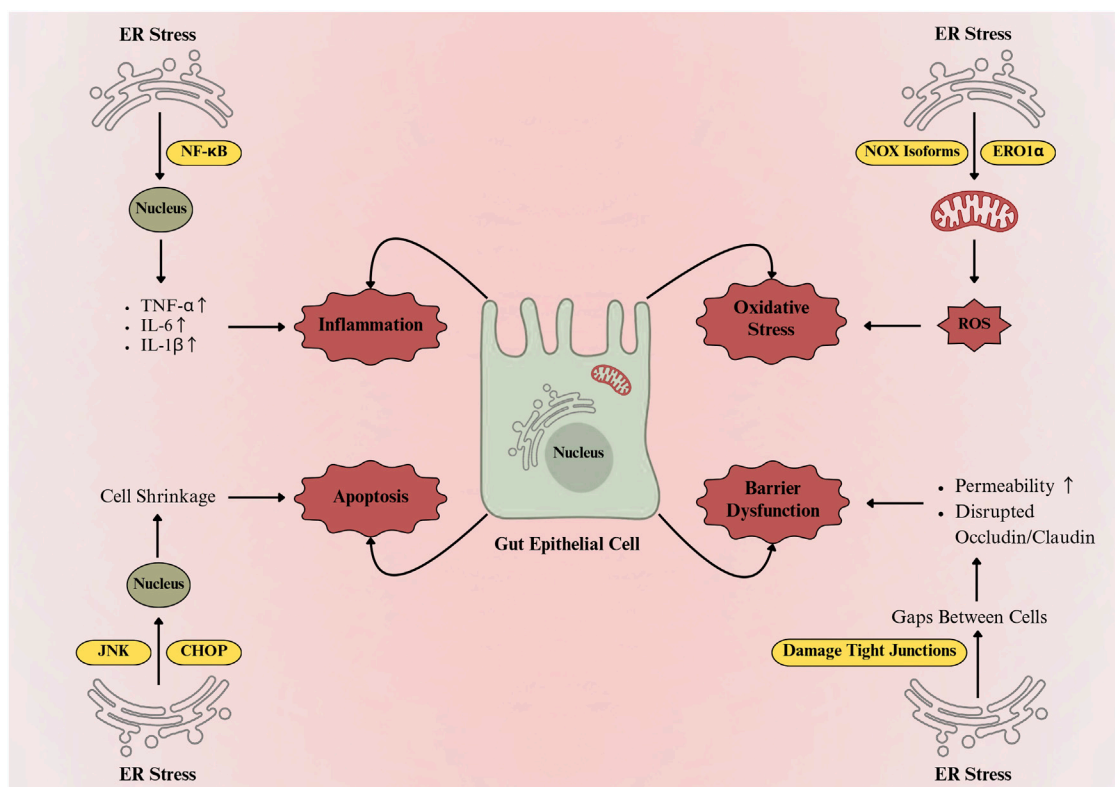 ER Stress
NF-κB
Nucleus
• TNF-α↑
• IL-6↑
• IL-1β↑
Inflammation
ER Stress
NOX Isoforms
ERO1α
ROS
Oxidative
Stress
Nucleus
Gut Epithelial Cell
Cell Shrinkage
Apoptosis
Nucleus
JNK
CHOP
ER Stress
Barrier
Dysfunction
• Permeability ↑
• Disrupted
Occludin/Claudin
Gaps Between Cells
Damage Tight Junctions
ER Stress